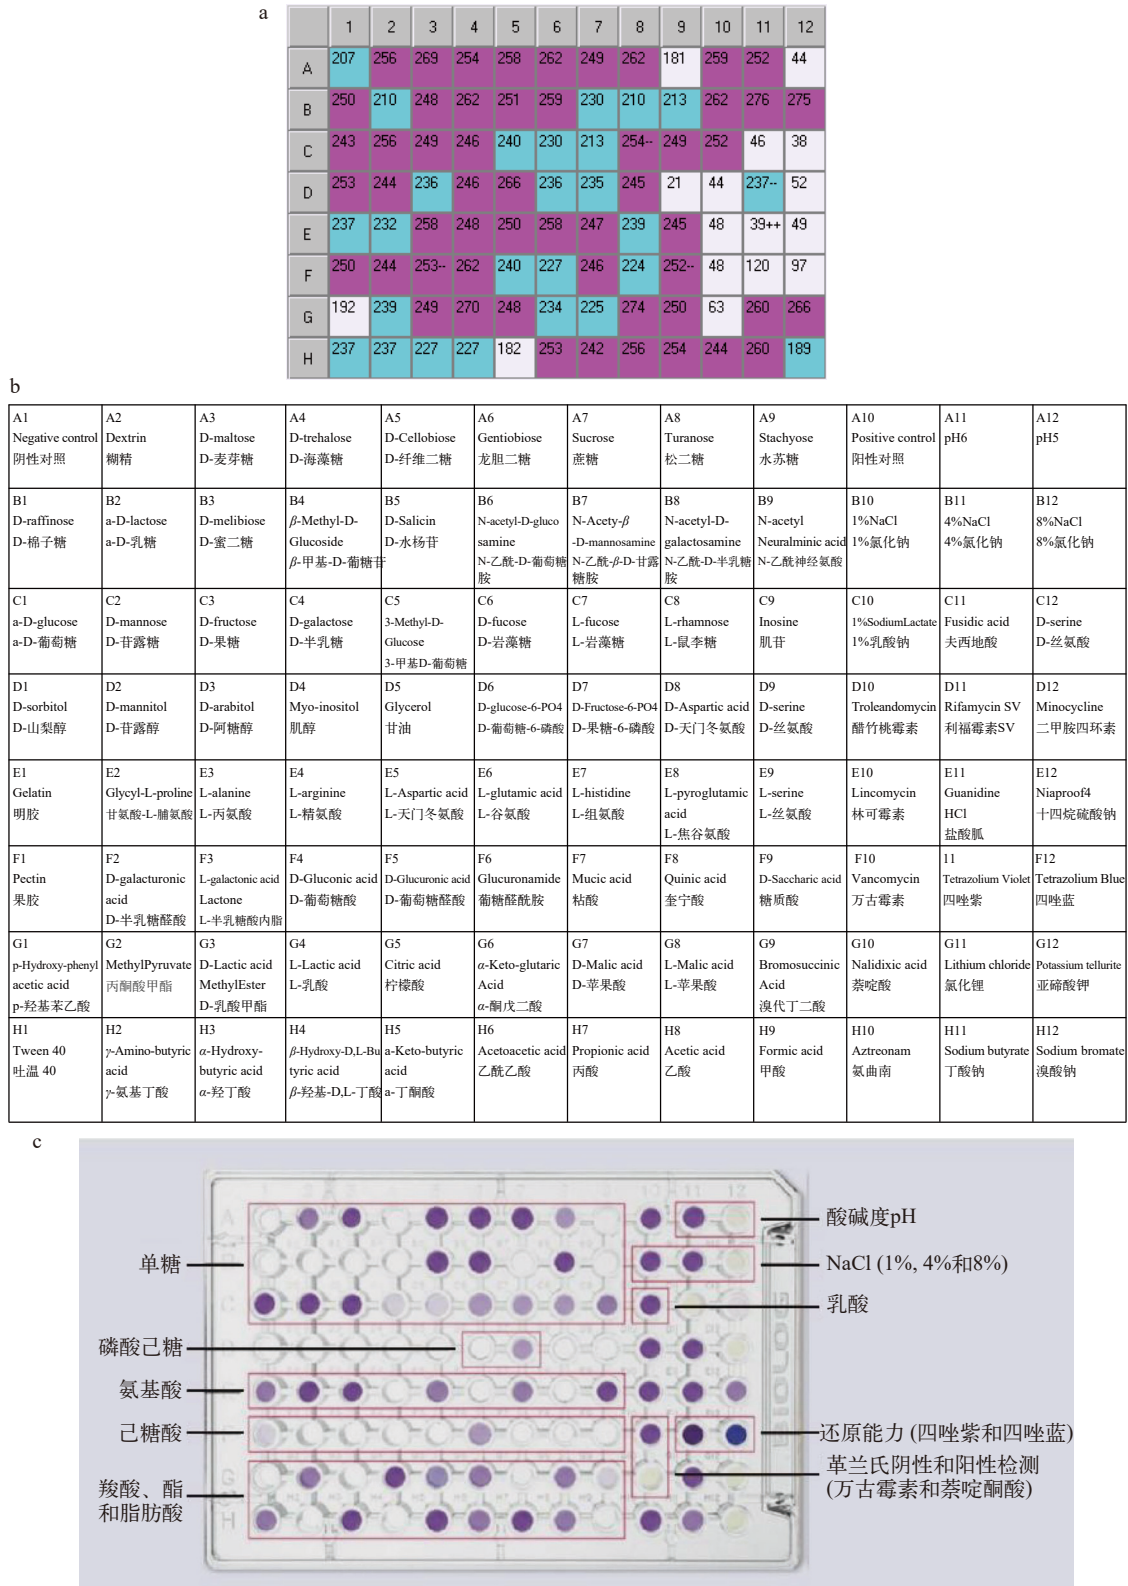 a
1 2 3 4 5 6 7 8 9 10 11 12
A 207 256 269 254 258 262 249 262 181 259 252 44
B 250 210 248 262 251 259 230 210 213 262 276 275
C 243 256 249 246 240 230 213 254-- 249 252 46 38
D 253 244 236 246 266 236 235 245 21 44 237-- 52
E 237 232 258 248 250 258 247 239 245 48 39++ 49
F 250 244 253-- 262 240 227 246 224 252-- 48 120 97
G 192 239 249 270 248 234 225 274 250 63 260 266
H 237 237 227 227 182 253 242 256 254 244 260 189
b
A1
Negative control
阴性对照
A2
Dextrin
糊精
A3
D-maltose
D-麦芽糖
A4
D-trehalose
D-海藻糖
A5
D-Cellobiose
D-纤维二糖
A6
Gentiobiose
龙胆二糖
A7
Sucrose
蔗糖
A8
Turanose
松二糖
A9
Stachyose
水苏糖
A10
Positive control
阳性对照
A11
pH6
A12
pH5
B1
D-raffinose
D-棉子糖
B2
a-D-lactose
a-D-乳糖
B3
D-melibiose
D-蜜二糖
B4
β-Methyl-D-
Glucoside
β-甲基-D-葡糖苷
B5
D-Salicin
D-水杨苷
B6
N-acetyl-D-gluco
samine
N-乙酰-D-葡萄糖
胺
B7
N-Acety-β
-D-mannosamine
N-乙酰-β-D-甘露
糖胺
B8
N-acetyl-D-
galactosamine
N-乙酰-D-半乳糖
胺
B9
N-acetyl
Neuralminic acid
N-乙酰神经氨酸
B10
1%NaCl
1%氯化钠
B11
4%NaCl
4%氯化钠
B12
8%NaCl
8%氯化钠
C1
a-D-glucose
a-D-葡萄糖
C2
D-mannose
D-苷露糖
C3
D-fructose
D-果糖
C4
D-galactose
D-半乳糖
C5
3-Methyl-D-
Glucose
3-甲基D-葡萄糖
C6
D-fucose
D-岩藻糖
C7
L-fucose
L-岩藻糖
C8
L-rhamnose
L-鼠李糖
C9
Inosine
肌苷
C10
1%SodiumLactate
1%乳酸钠
C11
Fusidic acid
夫西地酸
C12
D-serine
D-丝氨酸
D1
D-sorbitol
D-山梨醇
D2
D-mannitol
D-苷露醇
D3
D-arabitol
D-阿糖醇
D4
Myo-inositol
肌醇
D5
Glycerol
甘油
D6
D-glucose-6-PO4
D-葡萄糖-6-磷酸
D7
D-Fructose-6-PO4
D-果糖-6-磷酸
D8
D-Aspartic acid
D-天门冬氨酸
D9
D-serine
D-丝氨酸
D10
Troleandomycin
醋竹桃霉素
D11
Rifamycin SV
利福霉素SV
D12
Minocycline
二甲胺四环素
E1
Gelatin
明胶
E2
Glycyl-L-proline
甘氨酸-L-脯氨酸
E3
L-alanine
L-丙氨酸
E4
L-arginine
L-精氨酸
E5
L-Aspartic acid
L-天门冬氨酸
E6
L-glutamic acid
L-谷氨酸
E7
L-histidine
L-组氨酸
E8
L-pyroglutamic
acid
L-焦谷氨酸
E9
L-serine
L-丝氨酸
E10
Lincomycin
林可霉素
E11
Guanidine
HCl
盐酸胍
E12
Niaproof4
十四烷硫酸钠
F1
Pectin
果胶
F2
D-galacturonic
acid
D-半乳糖醛酸
F3
L-galactonic acid
Lactone
L-半乳糖酸内脂
F4
D-Gluconic acid
D-葡萄糖酸
F5
D-Glucuronic acid
D-葡萄糖醛酸
F6
Glucuronamide
葡糖醛酰胺
F7
Mucic acid
粘酸
F8
Quinic acid
奎宁酸
F9
D-Saccharic acid
糖质酸
F10
Vancomycin
万古霉素
11
Tetrazolium Violet
四唑紫
F12
Tetrazolium Blue
四唑蓝
G1
p-Hydroxy-phenyl
acetic acid
p-羟基苯乙酸
G2
MethylPyruvate
丙酮酸甲酯
G3
D-Lactic acid
MethylEster
D-乳酸甲酯
G4
L-Lactic acid
L-乳酸
G5
Citric acid
柠檬酸
G6
α-Keto-glutaric
Acid
α-酮戊二酸
G7
D-Malic acid
D-苹果酸
G8
L-Malic acid
L-苹果酸
G9
Bromosuccinic
Acid
溴代丁二酸
G10
Nalidixic acid
萘啶酸
G11
Lithium chloride
氯化锂
G12
Potassium tellurite
亚碲酸钾
H1
Tween 40
吐温 40
H2
γ-Amino-butyric
acid
γ-氨基丁酸
H3
α-Hydroxy-
butyric acid
α-羟丁酸
H4
β-Hydroxy-D,L-Bu
tyric acid
β-羟基-D,L-丁酸
H5
a-Keto-butyric
acid
a-丁酮酸
H6
Acetoacetic acid
乙酰乙酸
H7
Propionic acid
丙酸
H8
Acetic acid
乙酸
H9
Formic acid
甲酸
H10
Aztreonam
氨曲南
H11
Sodium butyrate
丁酸钠
H12
Sodium bromate
溴酸钠
c
酸碱度pH
单糖
NaCl (1%, 4%和8%)
乳酸
磷酸己糖
氨基酸
己糖酸
还原能力 (四唑紫和四唑蓝)
革兰氏阴性和阳性检测
(万古霉素和萘啶酮酸)
羧酸、酯
和脂肪酸